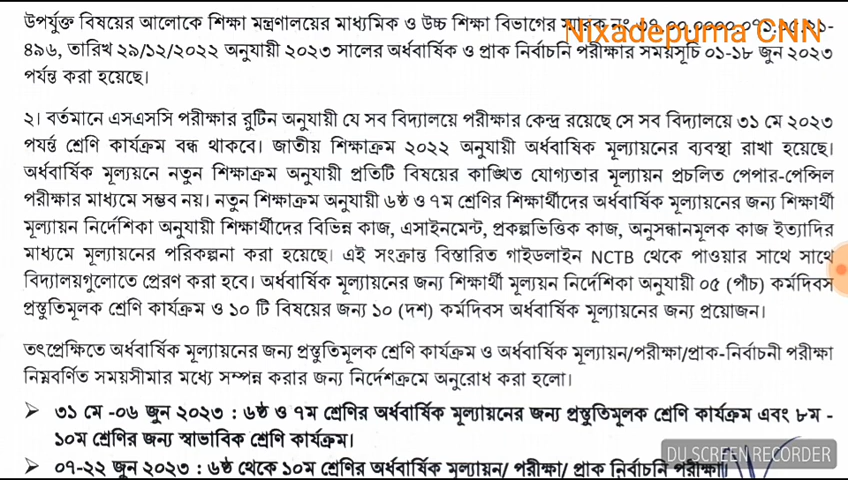 উপর্যুক্ত বিষয়ের আলোকে শিক্ষা মন্ত্রণালয়ের মাধ্যমিক ও উচ্চ শিক্ষা বিভাগের স্মারক নং
Nixadepuma CNN
৪৯৬, তারিখ ২৯/১২/২০২২ অনুযায়ী ২০২৩ সালের অর্ধবার্ষিক ও প্রাক নির্বাচনি পরীক্ষার সময়সূচি ০১-১৮ জুন ২০২৩
পর্যন্ত করা হয়েছে।
২। বর্তমানে এসএসসি পরীক্ষার রুটিন অনুযায়ী যে সব বিদ্যালয়ে পরীক্ষার কেন্দ্র রয়েছে সে সব বিদ্যালয়ে ৩১ মে ২০২৩
পর্যন্ত শ্রেণি কার্যক্রম বন্ধ থাকবে। জাতীয় শিক্ষাক্রম ২০২২ অনুযায়ী অর্ধবার্ষিক মূল্যায়নের ব্যবস্থা রাখা হয়েছে।
অর্ধবার্ষিক মূল্যায়নে নতুন শিক্ষাক্রম অনুযায়ী প্রতিটি বিষয়ের কাঙ্খিত যোগ্যতার মূল্যায়ন প্রচলিত পেপার-পেন্সিল
পরীক্ষার মাধ্যমে সম্ভব নয়। নতুন শিক্ষাক্রম অনুযায়ী ৬ষ্ঠ ও ৭ম শ্রেণির শিক্ষার্থীদের অর্ধবার্ষিক মূল্যায়নের জন্য শিক্ষার্থী
মূল্যায়ন নির্দেশিকা অনুযায়ী শিক্ষার্থীদের বিভিন্ন কাজ, এসাইনমেন্ট, প্রকল্পভিত্তিক কাজ, অনুসন্ধানমূলক কাজ ইত্যাদির
মাধ্যমে মূল্যায়নের পরিকল্পনা করা হয়েছে। এই সংক্রান্ত বিস্তারিত গাইডলাইন NCTB থেকে পাওয়ার সাথে সাথে
বিদ্যালয়গুলোতে প্রেরণ করা হবে। অর্ধবার্ষিক মূল্যায়নের জন্য শিক্ষার্থী মূল্যয়ন নির্দেশিকা অনুযায়ী ০৫ (পাঁচ) কর্মদিবস
প্রস্তুতিমূলক শ্রেণি কার্যক্রম ও ১০ টি বিষয়ের জন্য ১০ (দশ) কর্মদিবস অর্ধবার্ষিক মূল্যায়নের জন্য প্রয়োজন।
তৎপ্রেক্ষিতে অর্ধবার্ষিক মূল্যায়নের জন্য প্রস্তুতিমূলক শ্রেণি কার্যক্রম ও অর্ধবার্ষিক মূল্যায়ন/পরীক্ষা/প্রাক-নির্বাচনী পরীক্ষা
নিম্নবর্ণিত সময়সীমার মধ্যে সম্পন্ন করার জন্য নির্দেশক্রমে অনুরোধ করা হলো।
➤ ৩১ মে -০৬ জুন ২০২৩ : ৬ষ্ঠ ও ৭ম শ্রেণির অর্ধবার্ষিক মূল্যায়নের জন্য প্রস্তুতিমূলক শ্রেণি কার্যক্রম এবং ৮ম -
১০ম শ্রেণির জন্য স্বাভাবিক শ্রেণি কার্যক্রম।
DU SCREEN RECORDER
➤ ০৭-২২ জুন ২০২৩ : ৬ষ্ঠ থেকে ১০ম শ্রেণির অর্ধবার্ষিক মূল্যায়ন/ পরীক্ষা/ প্রাক নির্বাচনি পরীক্ষা।